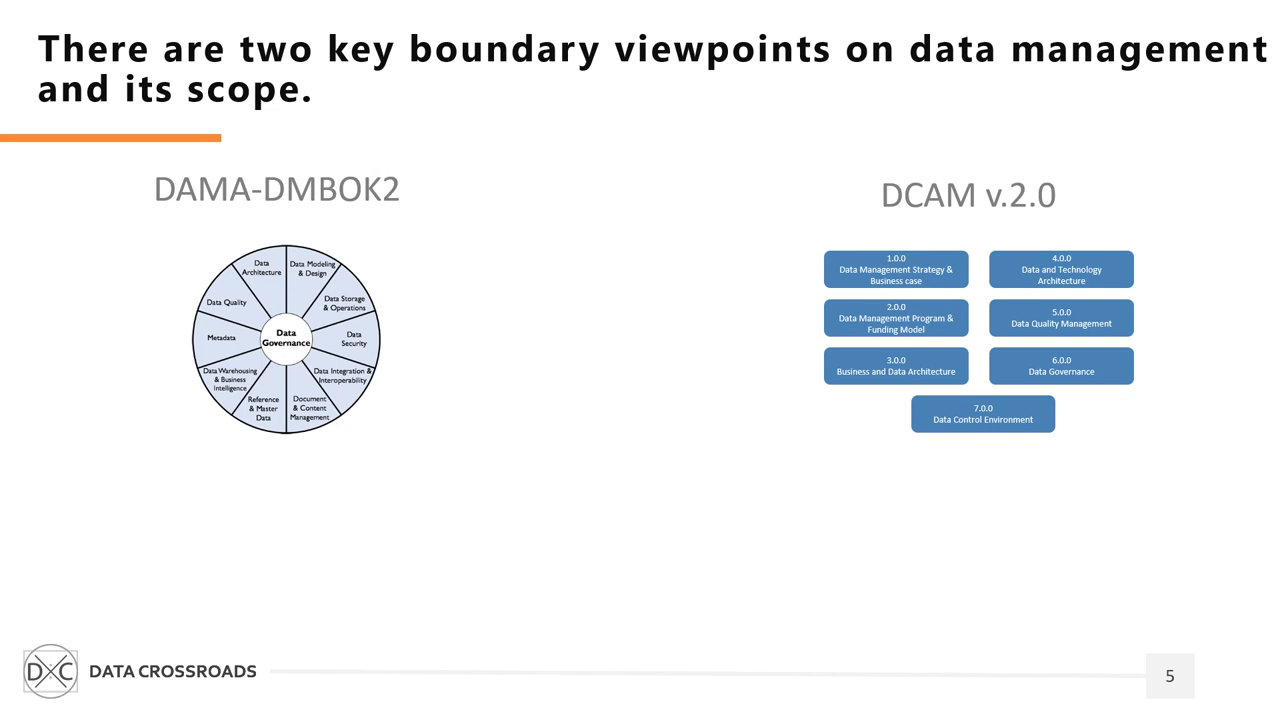 There are two key boundary viewpoints on data management
and its scope.
DAMA-DMBOK2
Data
Architecture
Data Modeling
& Design
Data Quality
Data Storage
& Operations
Metadata
Data
Governance
Data
Security
Data Warehousing
& Business
Intelligence
Data Integration &
Interoperability
Reference
& Master
Data
Document
& Content
Management
DCAM v.2.0
1.0.0
Data Management Strategy &
Business case
4.0.0
Data and Technology
Architecture
2.0.0
Data Management Program &
Funding Model
5.0.0
Data Quality Management
3.0.0
Business and Data Architecture
6.0.0
Data Governance
7.0.0
Data Control Environment
DXC
DATA CROSSROADS
5